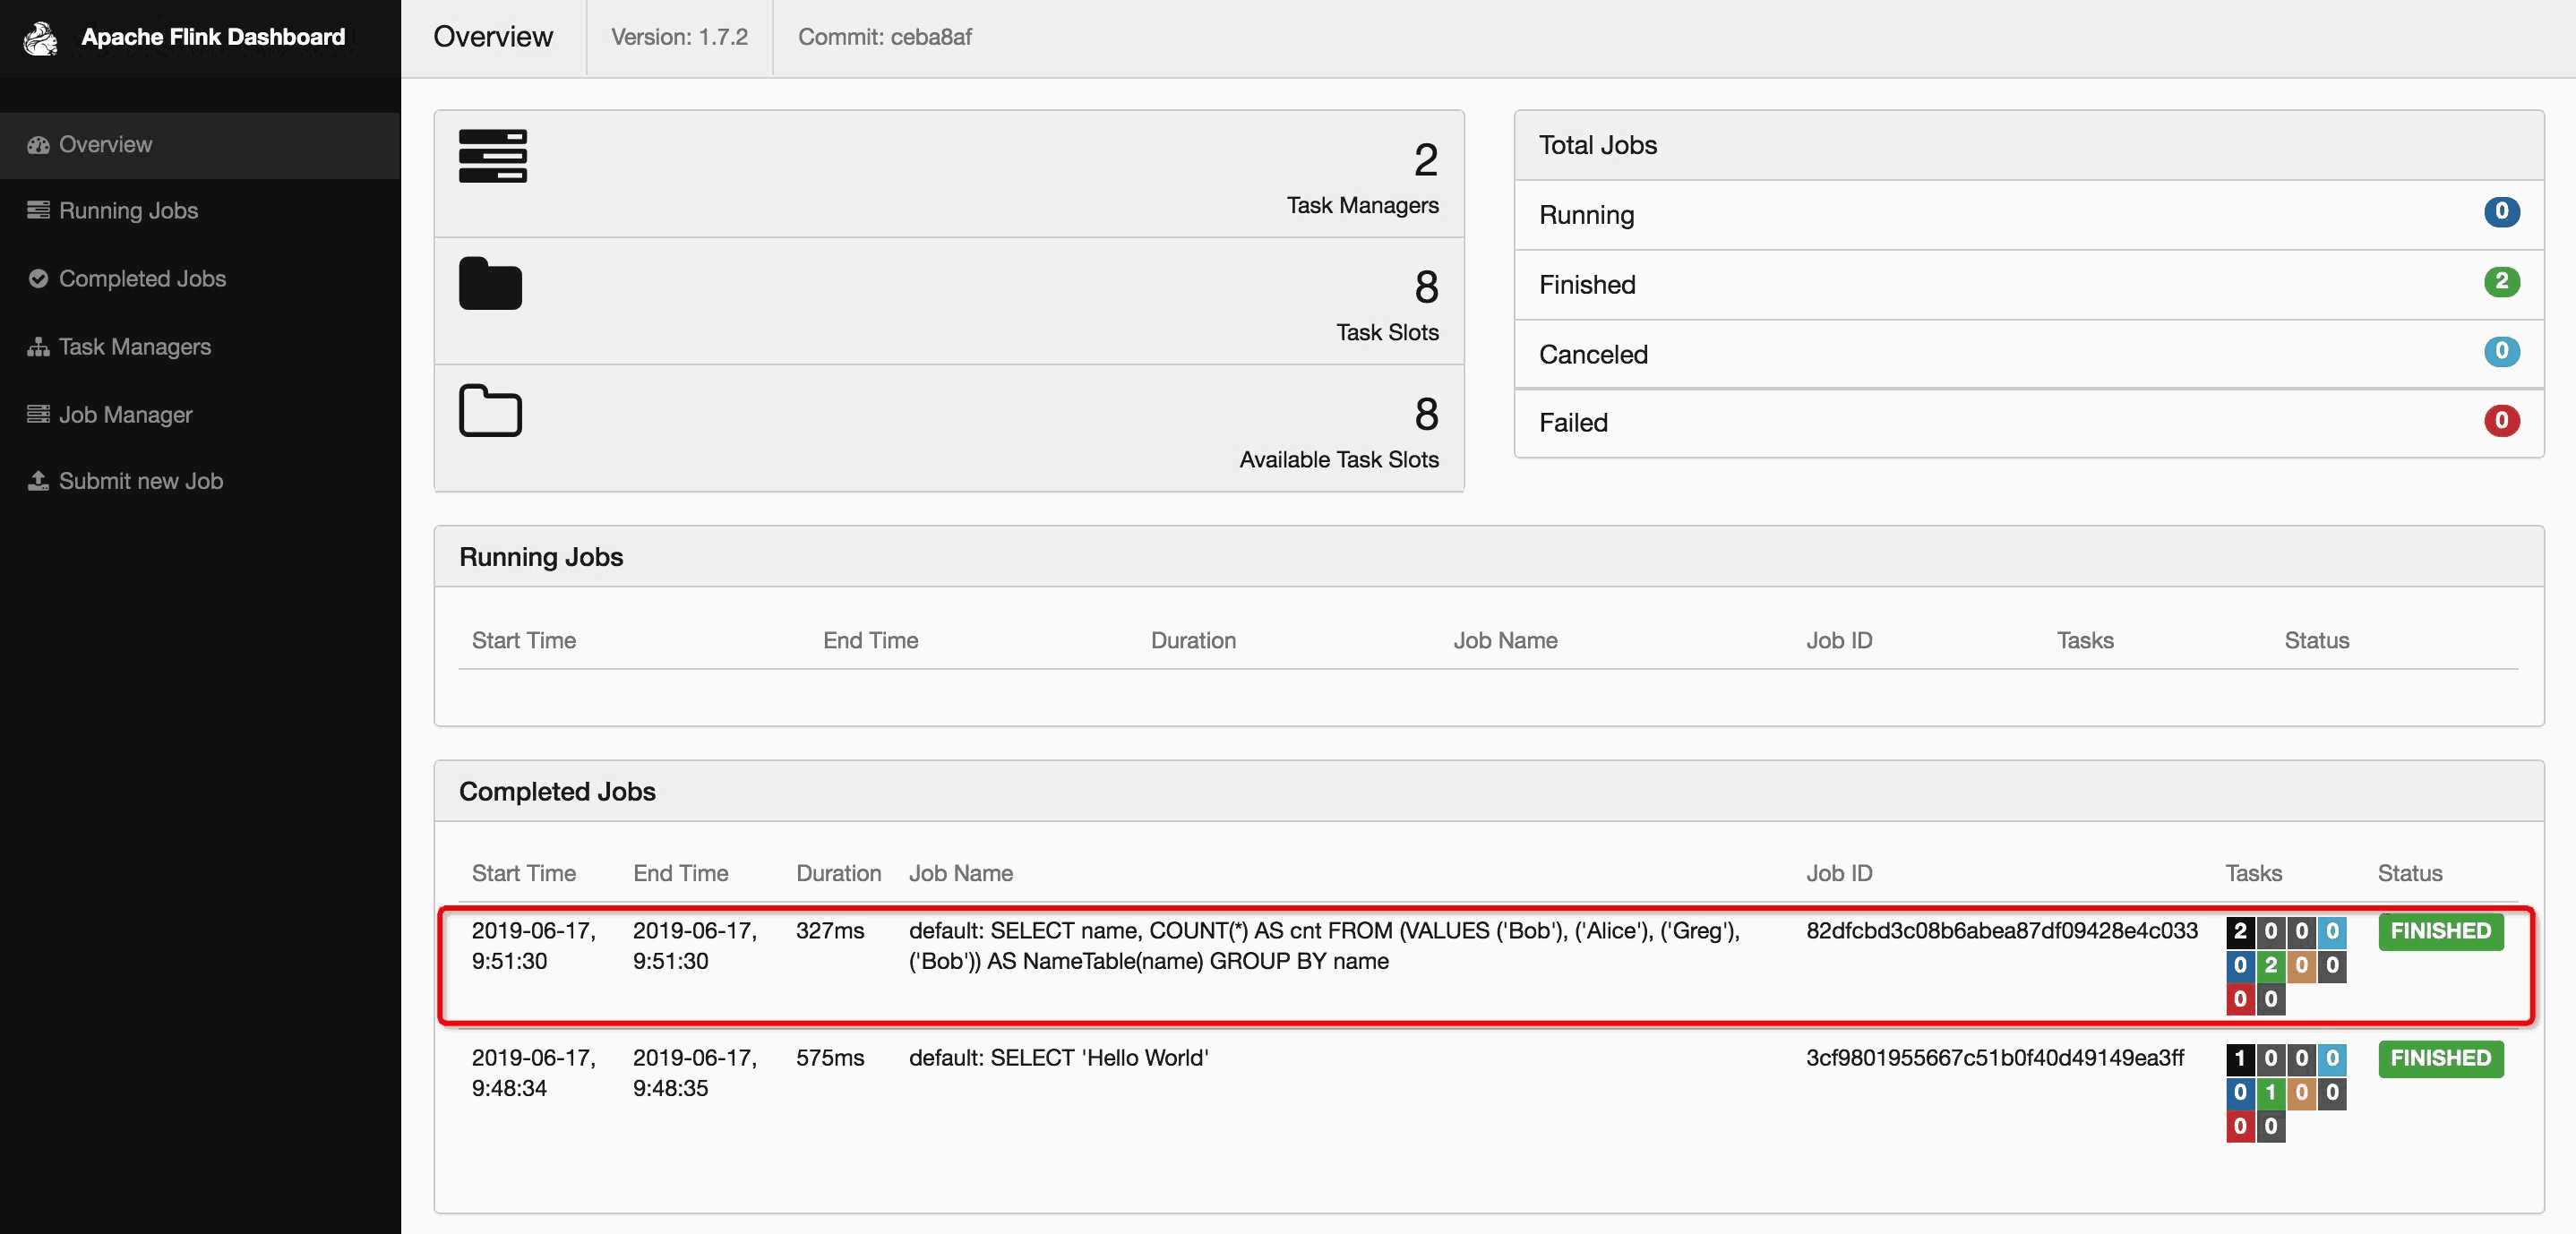 Apache Flink Dashboard
Overview
Version: 1.7.2
Commit: ceba8af
Overview
Running Jobs
Completed Jobs
Task Managers
Job Manager
Submit new Job
2
Task Managers
8
Task Slots
8
Available Task Slots
Total Jobs
Running 0
Finished 2
Canceled 0
Failed 0
Running Jobs
Start Time End Time Duration Job Name Job ID Tasks Status
Completed Jobs
Start Time End Time Duration Job Name Job ID Tasks Status
2019-06-17, 2019-06-17, 327ms default: SELECT name, COUNT(*) AS cnt FROM (VALUES ('Bob'), ('Alice'), ('Greg'), 82dfcbd3c08b6abea87df09428e4c033 2 0 0 0 FINISHED
9:51:30 9:51:30 ('Bob')) AS NameTable(name) GROUP BY name 0 2 0 0
0 0
2019-06-17, 2019-06-17, 575ms default: SELECT 'Hello World' 3cf9801955667c51b0f40d49149ea3ff 1 0 0 0 FINISHED
9:48:34 9:48:35 0 1 0 0
0 0